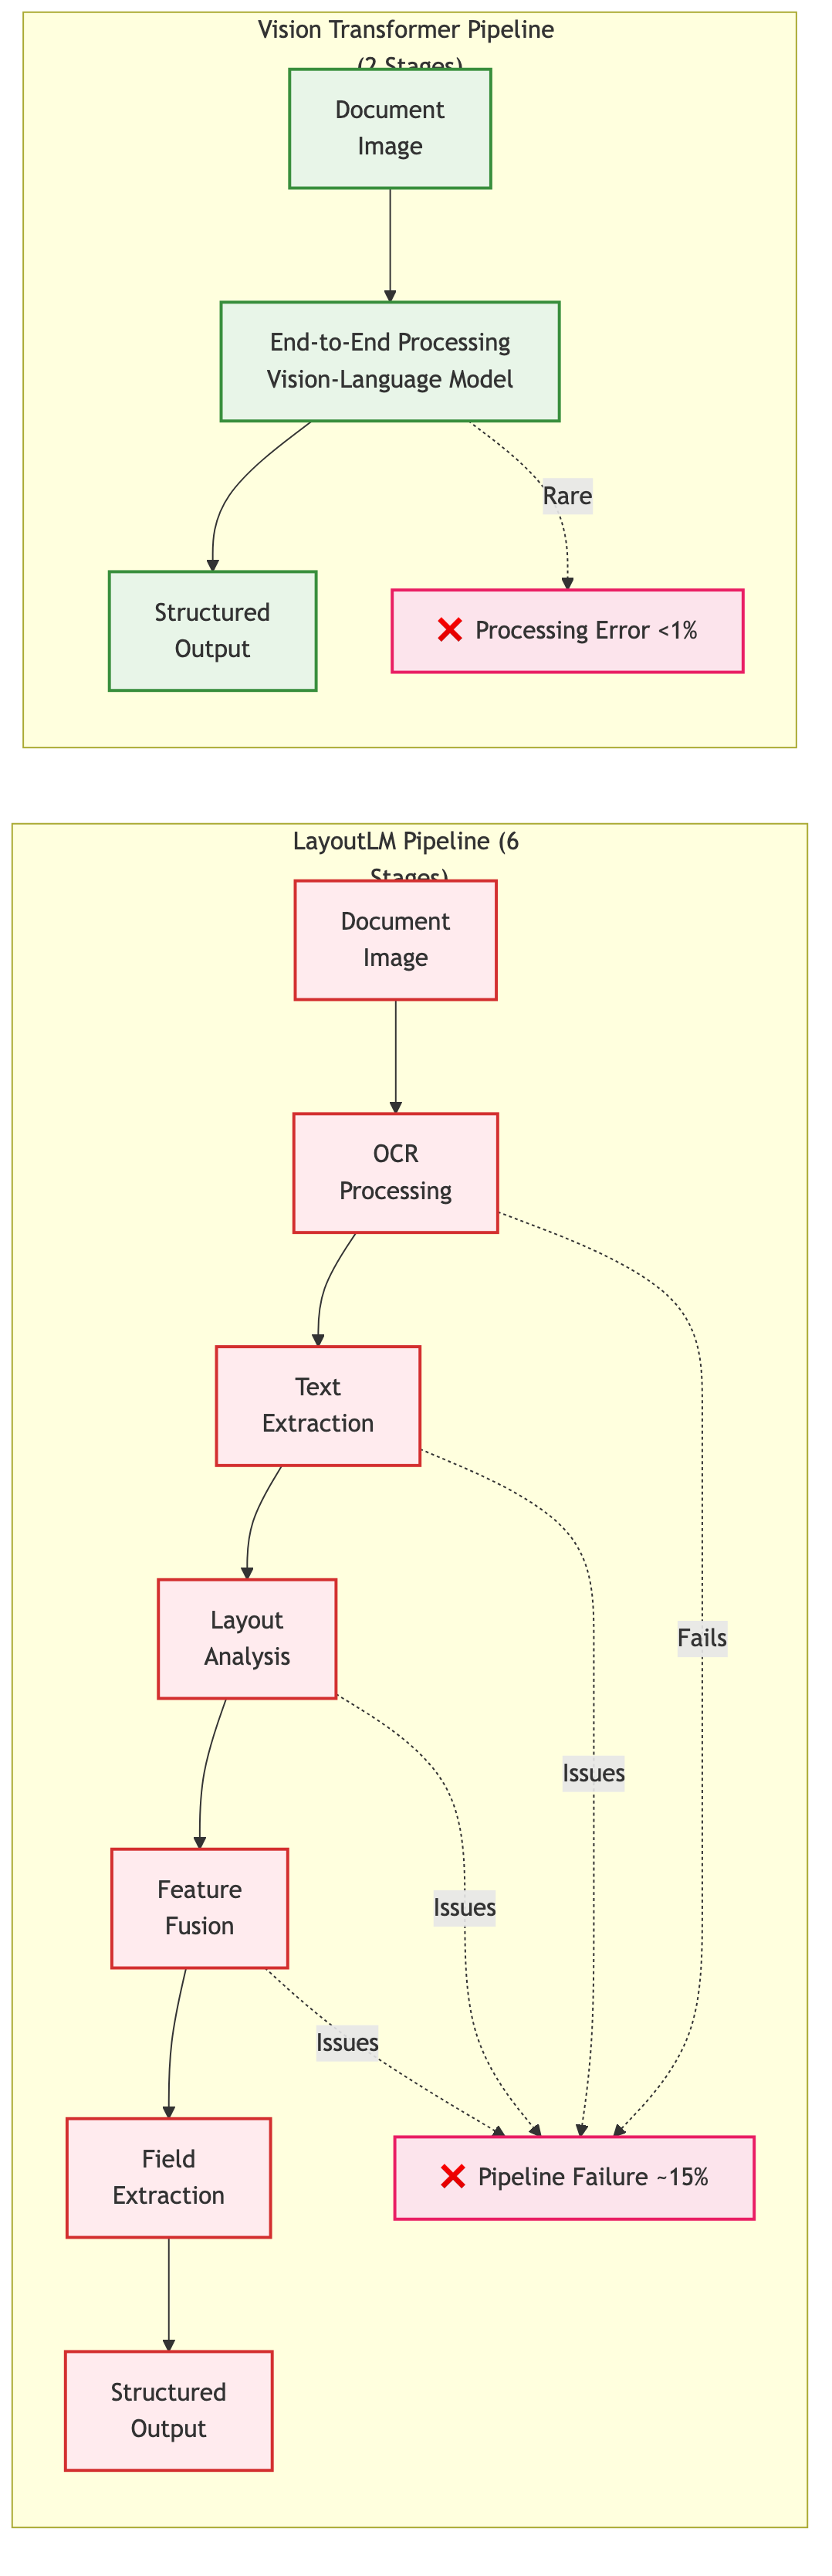 Vision Transformer Pipeline
(2 Stages)
Document
Image
End-to-End Processing
Vision-Language Model
Rare
Structured
Output
❌ Processing Error <1%
LayoutLM Pipeline (6
Stages)
Document
Image
OCR
Processing
Text
Extraction
Layout
Analysis
Fails
Issues
Feature
Fusion
Issues
Issues
Field
Extraction
❌ Pipeline Failure ~15%
Structured
Output